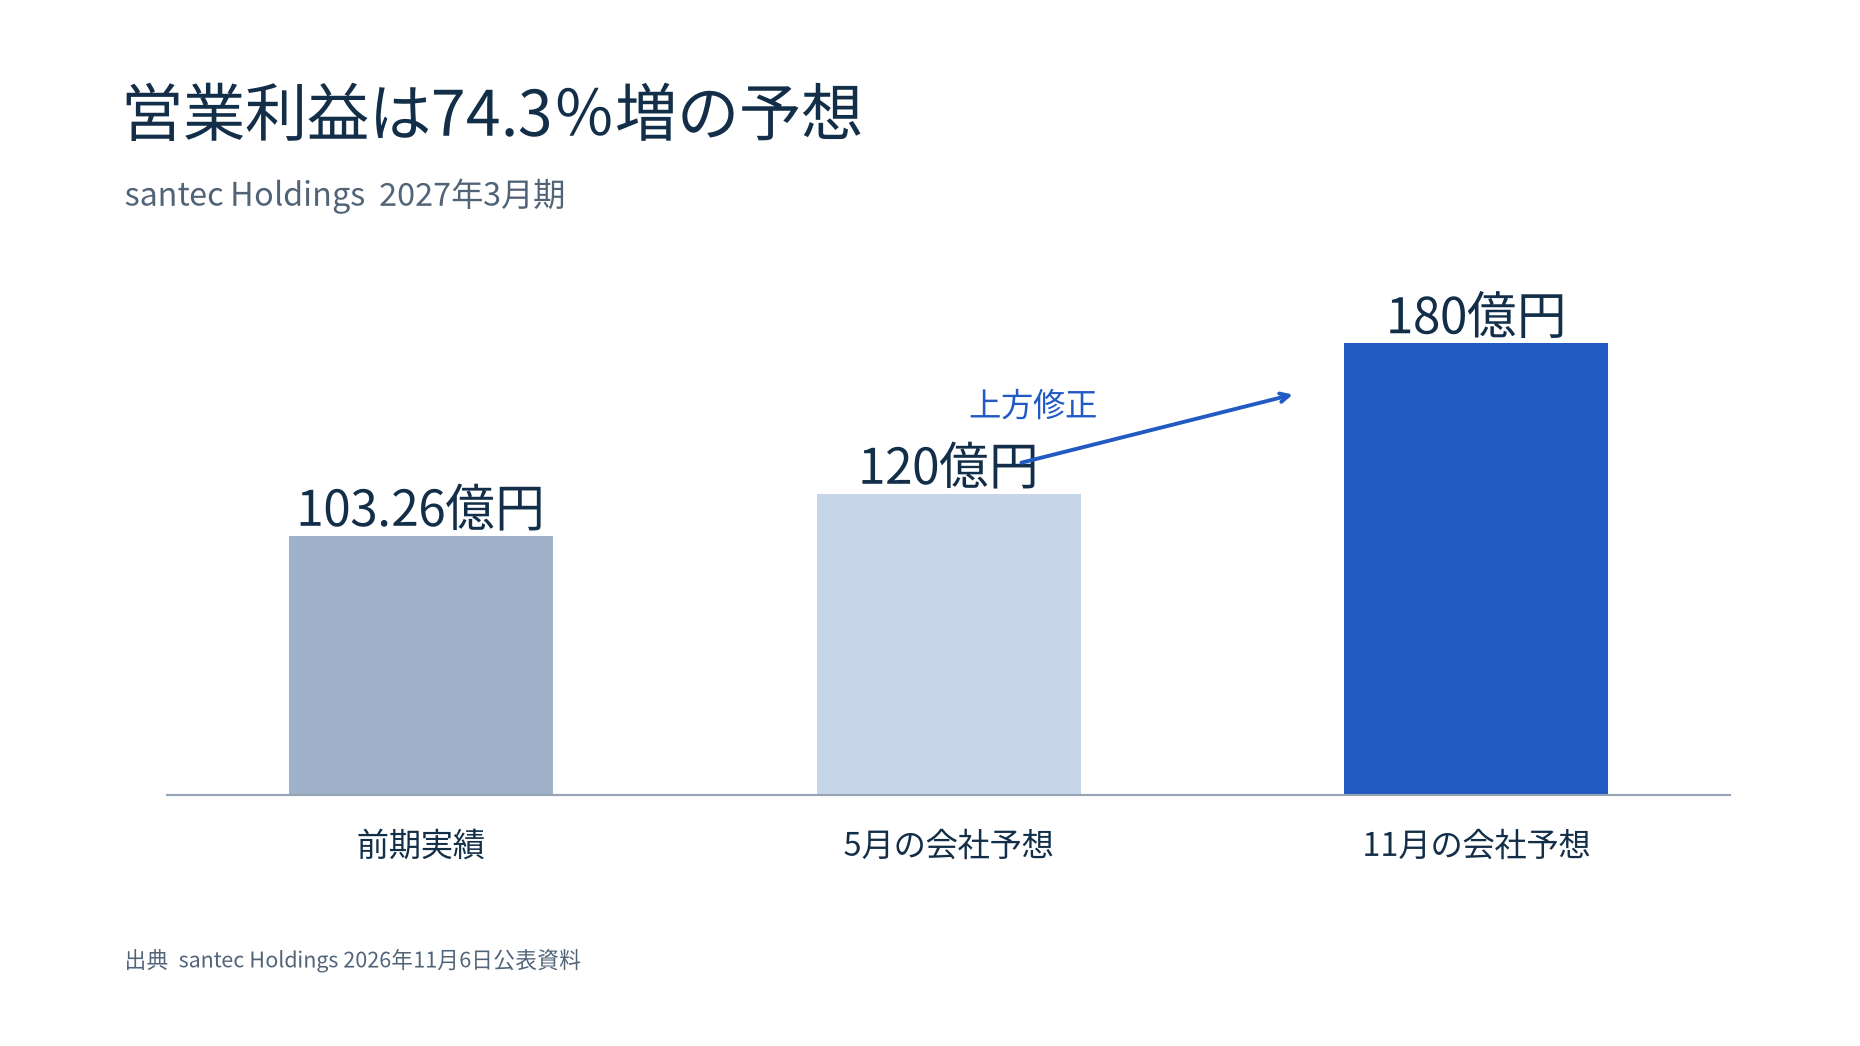 営業利益は74.3%増の予想
santec Holdings 2027年3月期
180億円
上方修正
120億円
103.26億円
前期実績
5月の会社予想
11月の会社予想
出典 santec Holdings 2026年11月6日公表資料